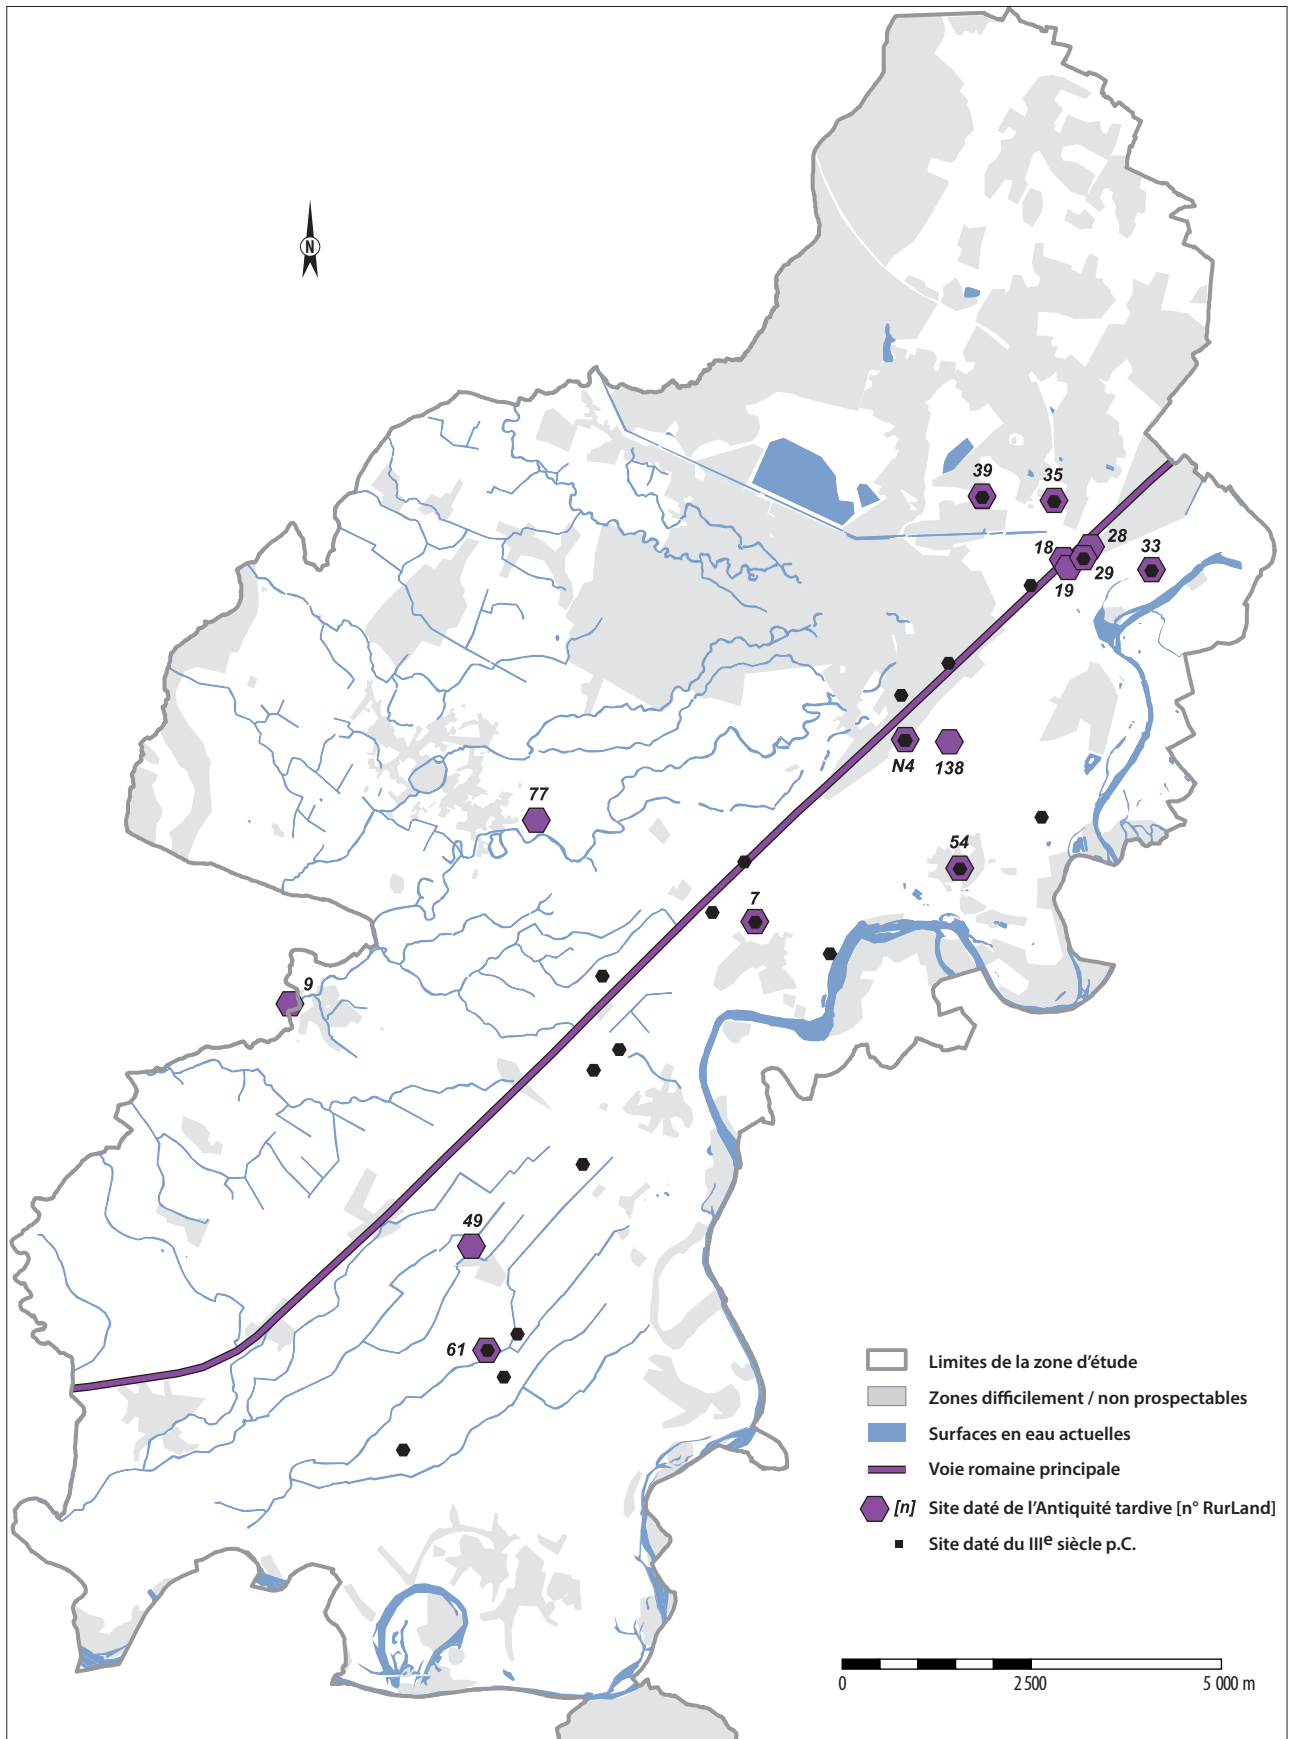 N
39
35
28
18
33
29
19
N4
138
77
54
7
9
49
61
Limites de la zone d'étude
Zones difficilement / non prospectables
Surfaces en eau actuelles
Voie romaine principale
[n] Site daté de l'Antiquité tardive [n° RurLand]
Site daté du IIIe siècle p.C.
0 2500 5 000 m